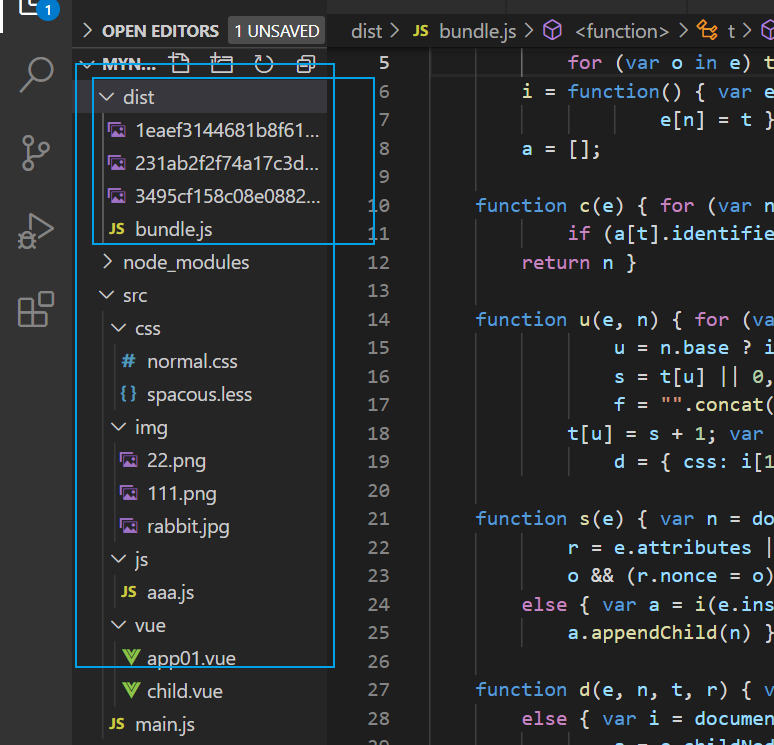 1
OPEN EDITORS 1 UNSAVED
MYN...
dist
1eaef3144681b8f61...
231ab2f2f74a17c3d...
3495cf158c08e0882...
JS bundle.js
node_modules
src
css
# normal.css
{} spacous.less
img
22.png
111.png
rabbit.jpg
js
JS aaa.js
vue
app01.vue
child.vue
JS main.js
dist > JS bundle.js > <function> > t >
5 for (var o in e) t
6 i = function() { var e
7 e[n] = t }
8 a = [];
9
10 function c(e) { for (var n
11 if (a[t].identifie
12 return n }
13
14 function u(e, n) { for (va
15 u = n.base ? i
16 s = t[u] || 0,
17 f = "".concat(
18 t[u] = s + 1; var
19 d = { css: i[1
20
21 function s(e) { var n = do
22 r = e.attributes |
23 o && (r.nonce = o)
24 else { var a = i(e.ins
25 a.appendChild(n) }
26
27 function d(e, n, t, r) { v
28 else { var i = documen